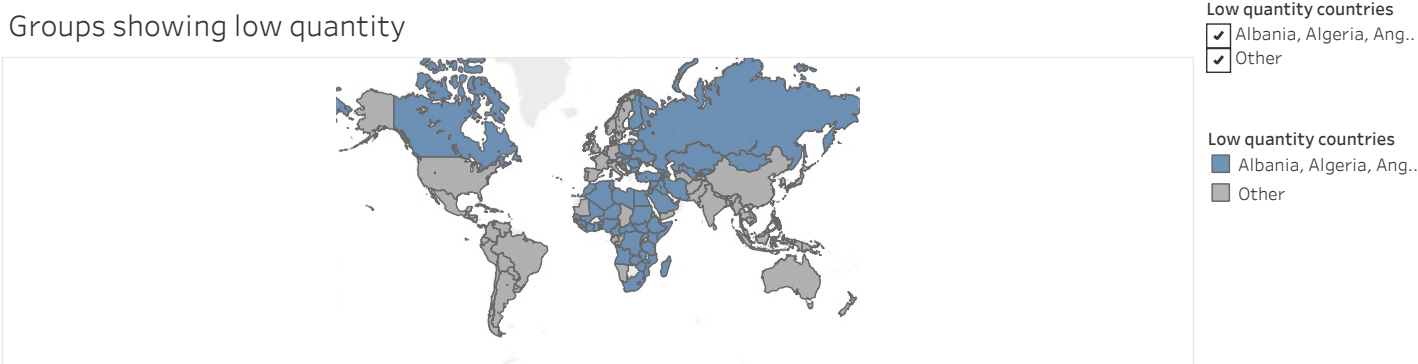 Groups showing low quantity
Low quantity countries
Albania, Algeria, Ang..
Other
Low quantity countries
Albania, Algeria, Ang..
Other